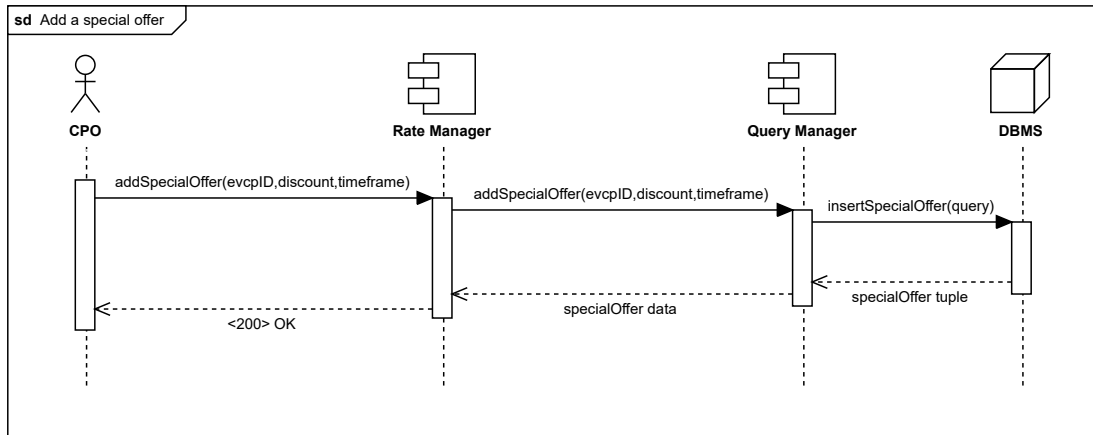 sd Add a special offer
CPO
Rate Manager
Query Manager
DBMS
addSpecialOffer(evcpID,discount,timeframe)
addSpecialOffer(evcpID,discount,timeframe)
insertSpecialOffer(query)
specialOffer tuple
specialOffer data
<200> OK